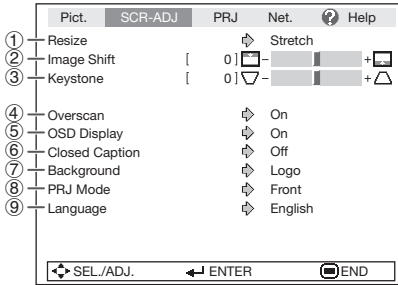 Pict. SCR-ADJ PRJ Net. ? Help
① Resize Stretch
② Image Shift [ 0 ] - +
③ Keystone [ 0 ] - +
④ Overscan On
⑤ OSD Display On
⑥ Closed Caption Off
⑦ Background Logo
⑧ PRJ Mode Front
⑨ Language English
SEL./ADJ. ENTER END